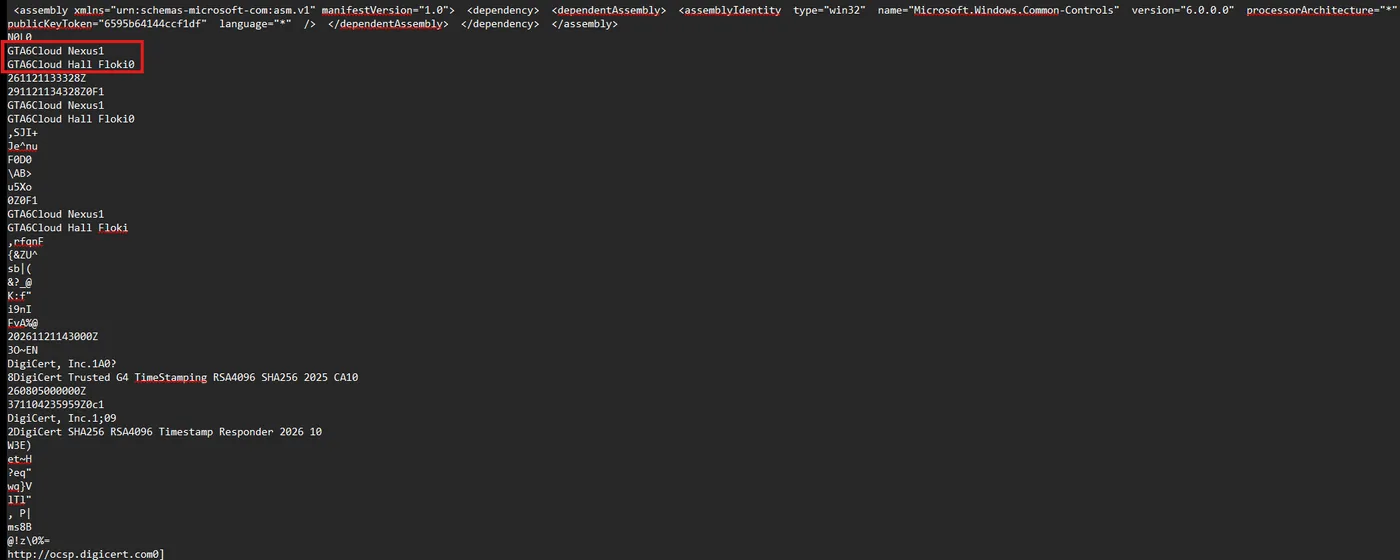 <assembly xmlns="urn:schemas-microsoft-com:asm.v1" manifestVersion="1.0">  <dependency>  <dependentAssembly>  <assemblyIdentity  type="win32"  name="Microsoft.Windows.Common-Controls"  version="6.0.0.0"  processorArchitecture="*"
publicKeyToken="6595b64144ccf1df"  language="*"  />  </dependentAssembly>  </dependency>  </assembly>
N0L0
GTA6Cloud Nexus1
GTA6Cloud Hall Floki0
261121133328Z
291121134328Z0F1
GTA6Cloud Nexus1
GTA6Cloud Hall Floki0
,SJI+
Je^nu
F0D0
\AB>
u5Xo
0Z0F1
GTA6Cloud Nexus1
GTA6Cloud Hall Floki
,rfqnF
{&ZU^
sb|(
&?_@
K:f"
i9nI
FvA%@
20261121143000Z
3O~EN
DigiCert, Inc.1A0?
8DigiCert Trusted G4 TimeStamping RSA4096 SHA256 2025 CA10
260805000000Z
371104235959Z0c1
DigiCert, Inc.1;09
2DigiCert SHA256 RSA4096 Timestamp Responder 2026 10
W3E)
et~H
?eq"
wq}V
lTl"
, P|
ms8B
@!z\0%=
http://ocsp.digicert.com0]